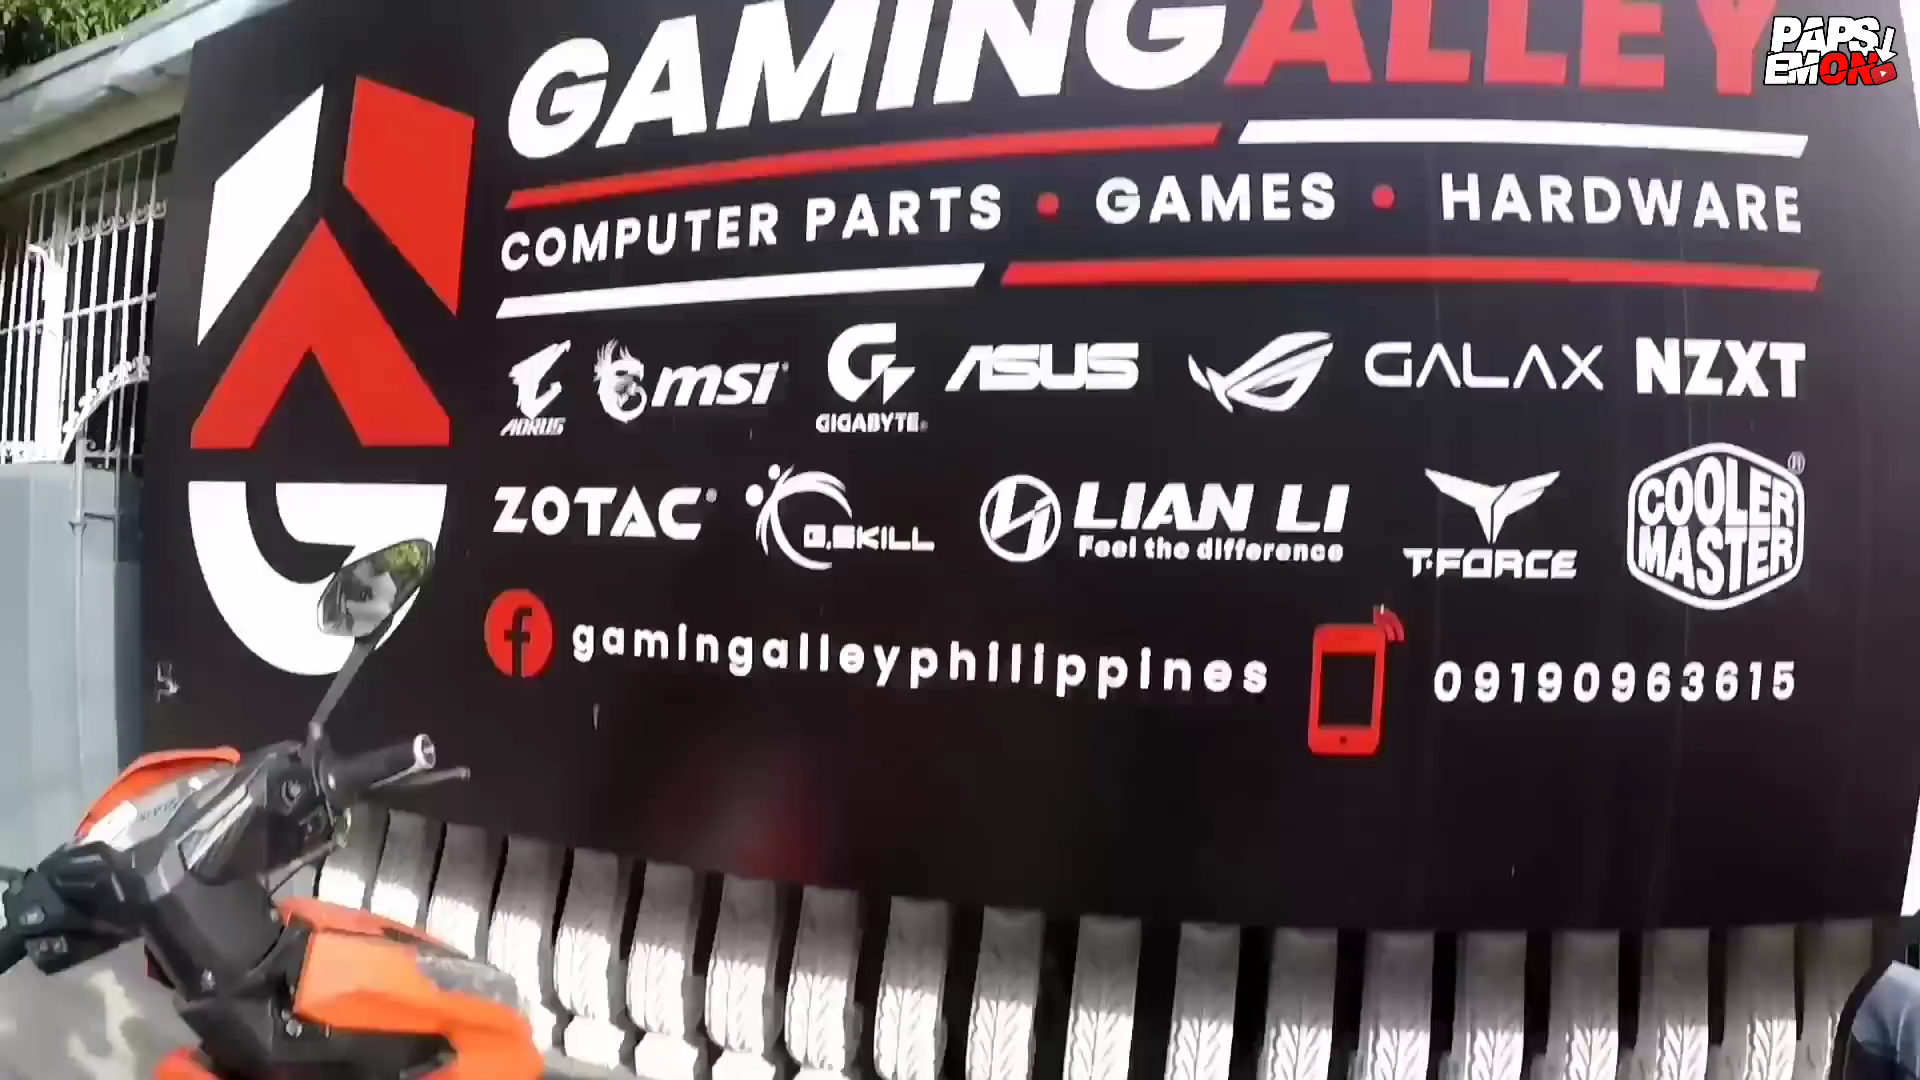 GAMINGALLEY
PAPS
EMON
COMPUTER PARTS • GAMES • HARDWARE
AORUS msi GIGABYTE ASUS GALAX NZXT
ZOTAC G.SKILL LIAN LI T-FORCE COOLER MASTER
Feel the difference
gamingalleyphilippines 09190963615